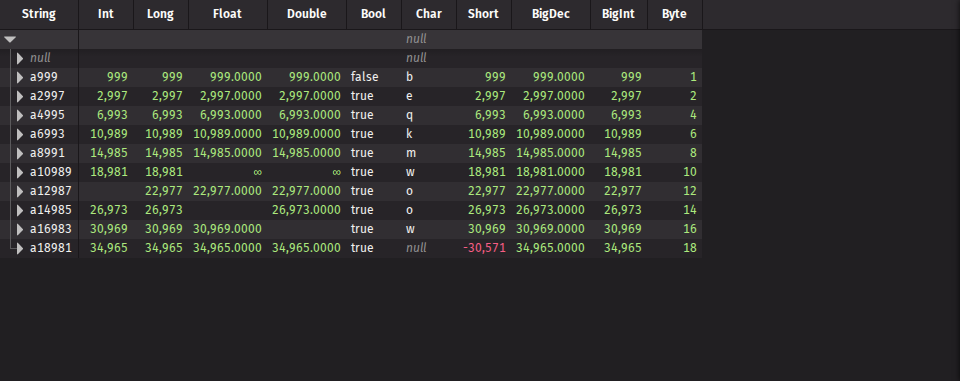 String Int Long Float Double Bool Char Short BigDec BigInt Byte
null
null null
a999 999 999 999.0000 999.0000 false b 999 999.0000 999 1
a2997 2,997 2,997 2,997.0000 2,997.0000 true e 2,997 2,997.0000 2,997 2
a4995 6,993 6,993 6,993.0000 6,993.0000 true q 6,993 6,993.0000 6,993 4
a6993 10,989 10,989 10,989.0000 10,989.0000 true k 10,989 10,989.0000 10,989 6
a8991 14,985 14,985 14,985.0000 14,985.0000 true m 14,985 14,985.0000 14,985 8
a10989 18,981 18,981 ∞ ∞ true w 18,981 18,981.0000 18,981 10
a12987 22,977 22,977.0000 22,977.0000 true o 22,977 22,977.0000 22,977 12
a14985 26,973 26,973 26,973.0000 true o 26,973 26,973.0000 26,973 14
a16983 30,969 30,969 30,969.0000 true w 30,969 30,969.0000 30,969 16
a18981 34,965 34,965 34,965.0000 34,965.0000 true null -30,571 34,965.0000 34,965 18